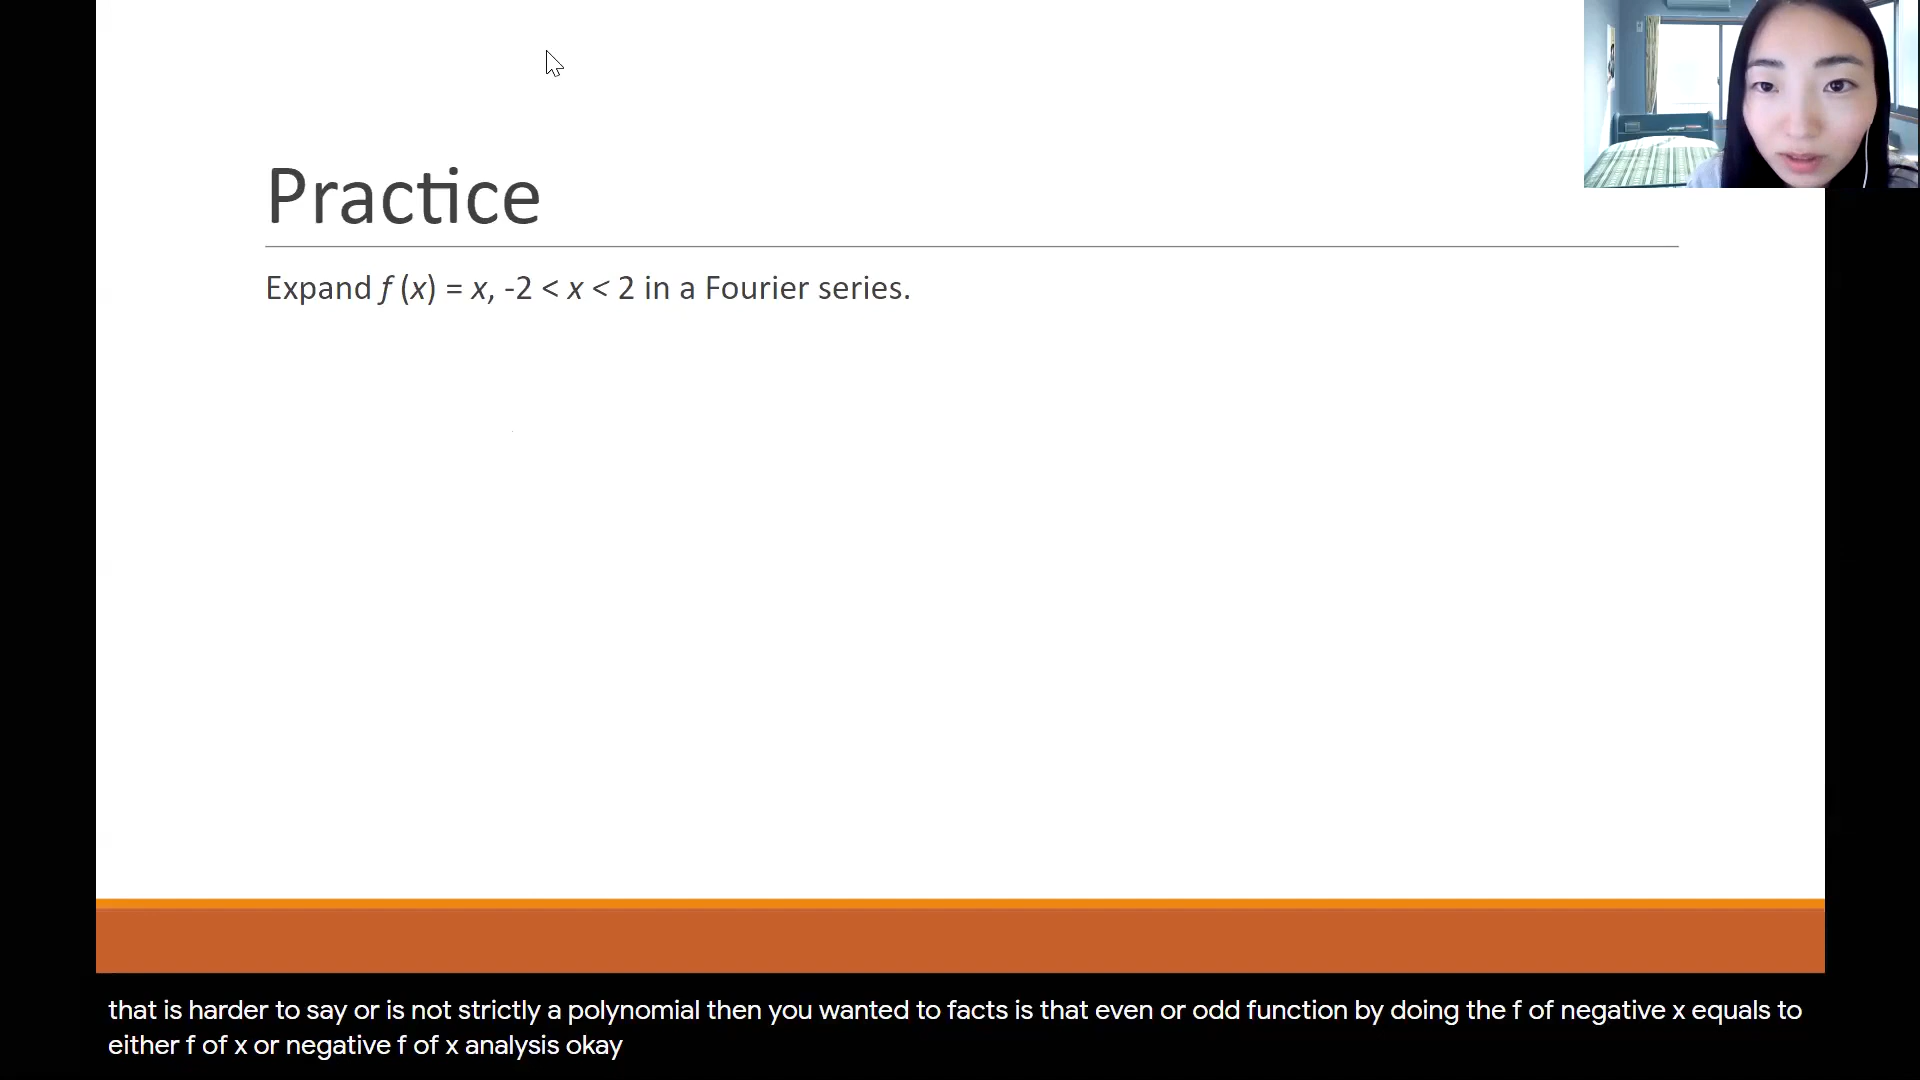 Practice
Expand f (x) = x, -2 < x < 2 in a Fourier series.
that is harder to say or is not strictly a polynomial then you wanted to facts is that even or odd function by doing the f of negative x equals to
either f of x or negative f of x analysis okay